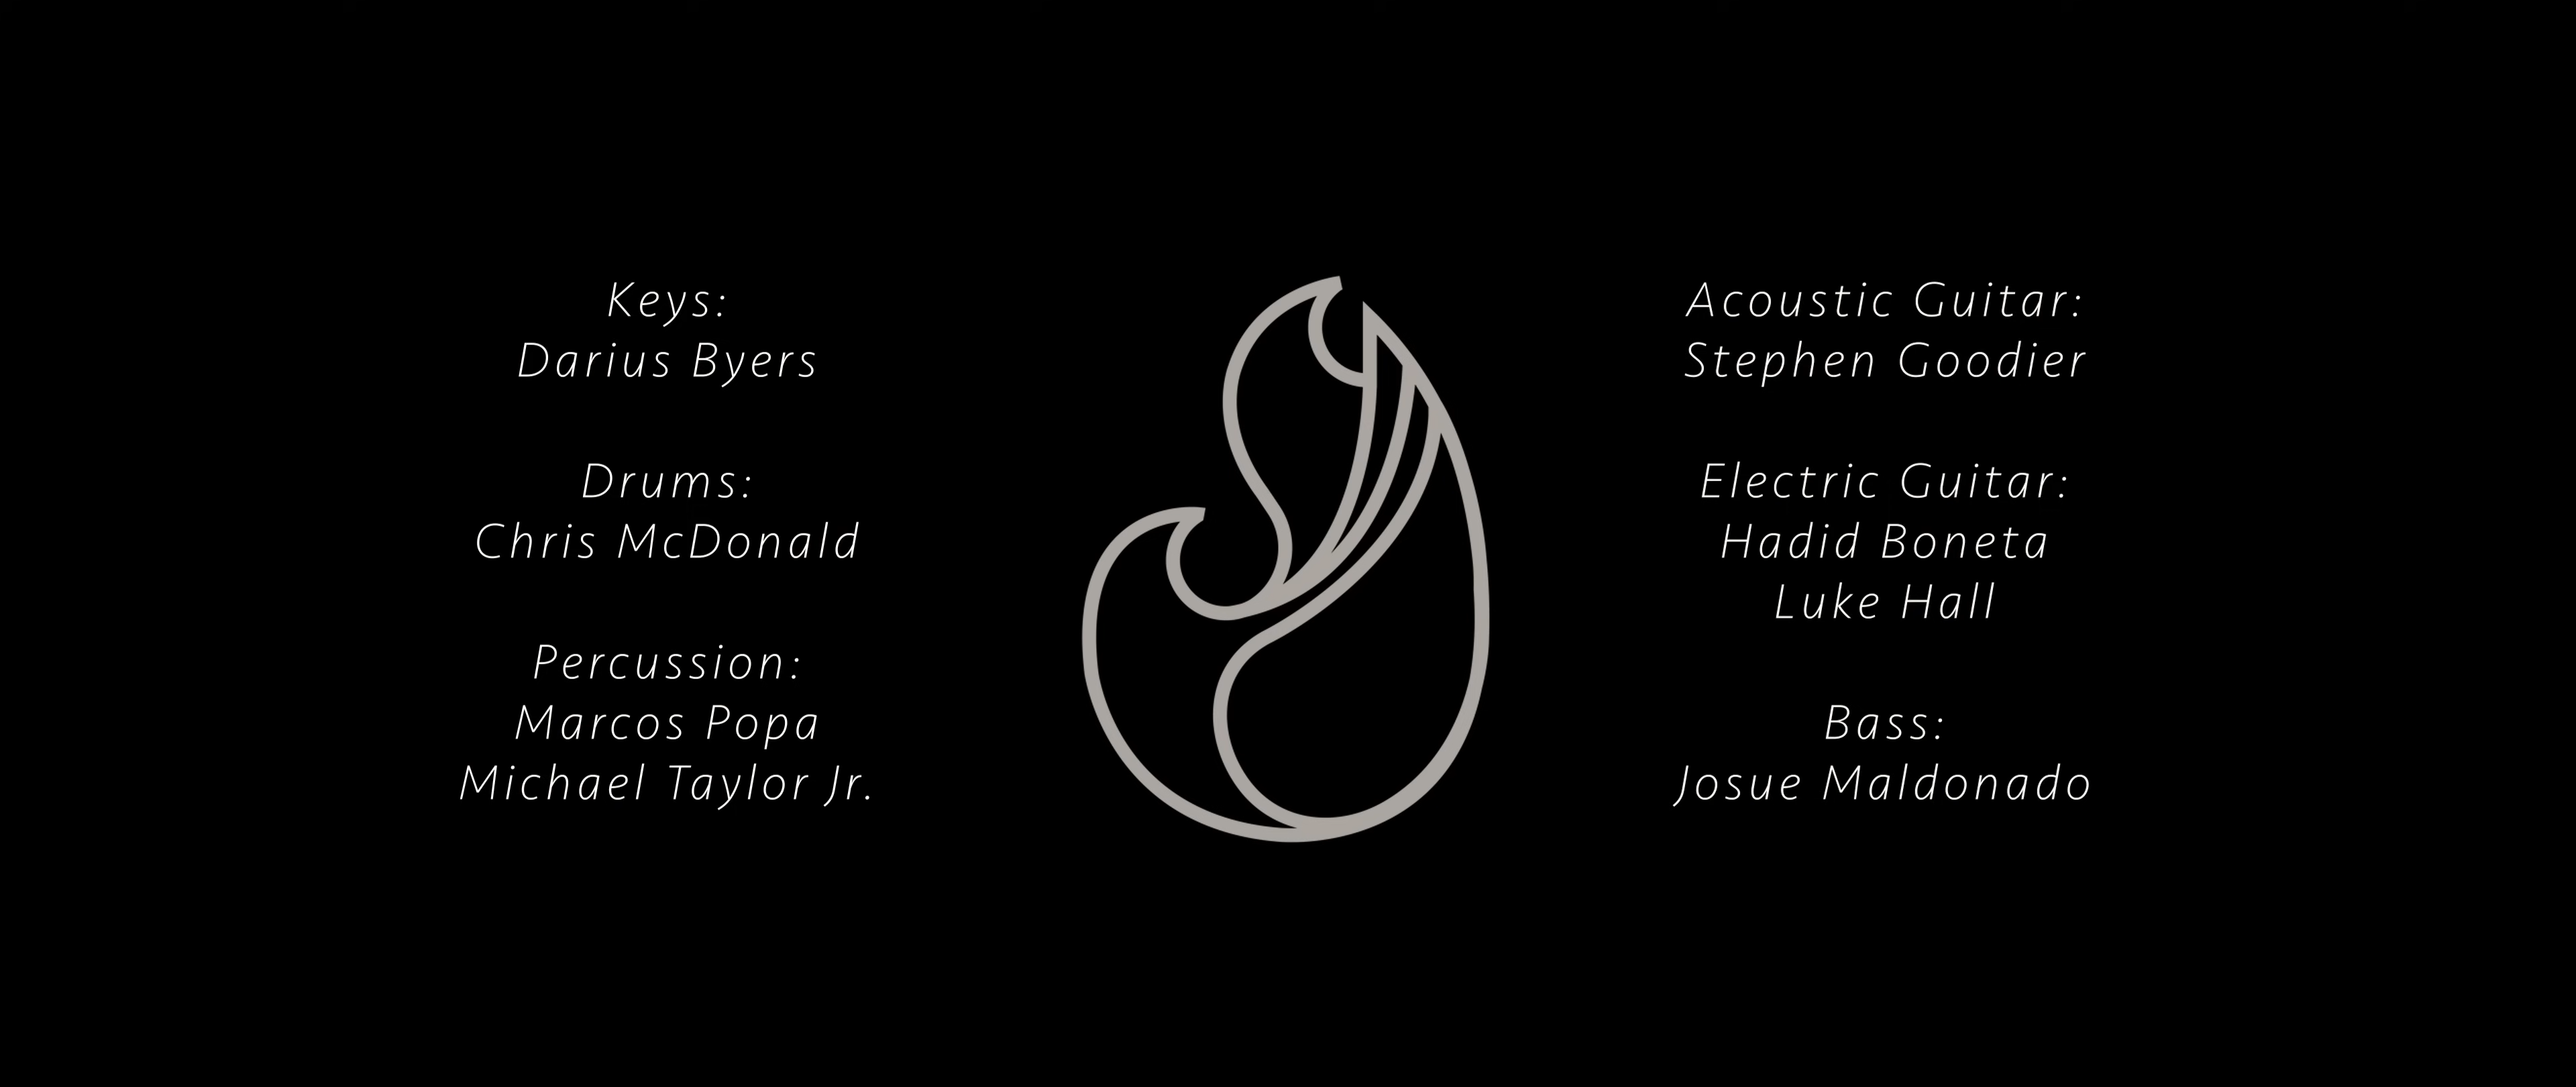 Keys:
Darius Byers
Drums:
Chris McDonald
Percussion:
Marcos Popa
Michael Taylor Jr.
Acoustic Guitar:
Stephen Goodier
Electric Guitar:
Hadid Boneta
Luke Hall
Bass:
Josue Maldonado